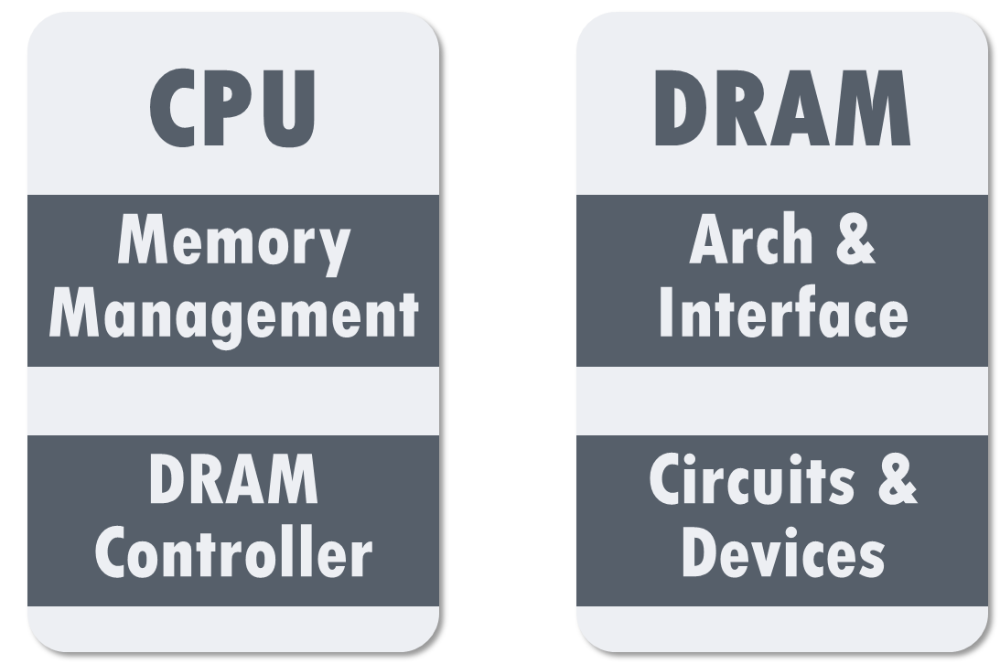 CPU
Memory
Management
DRAM
Controller
DRAM
Arch &
Interface
Circuits &
Devices